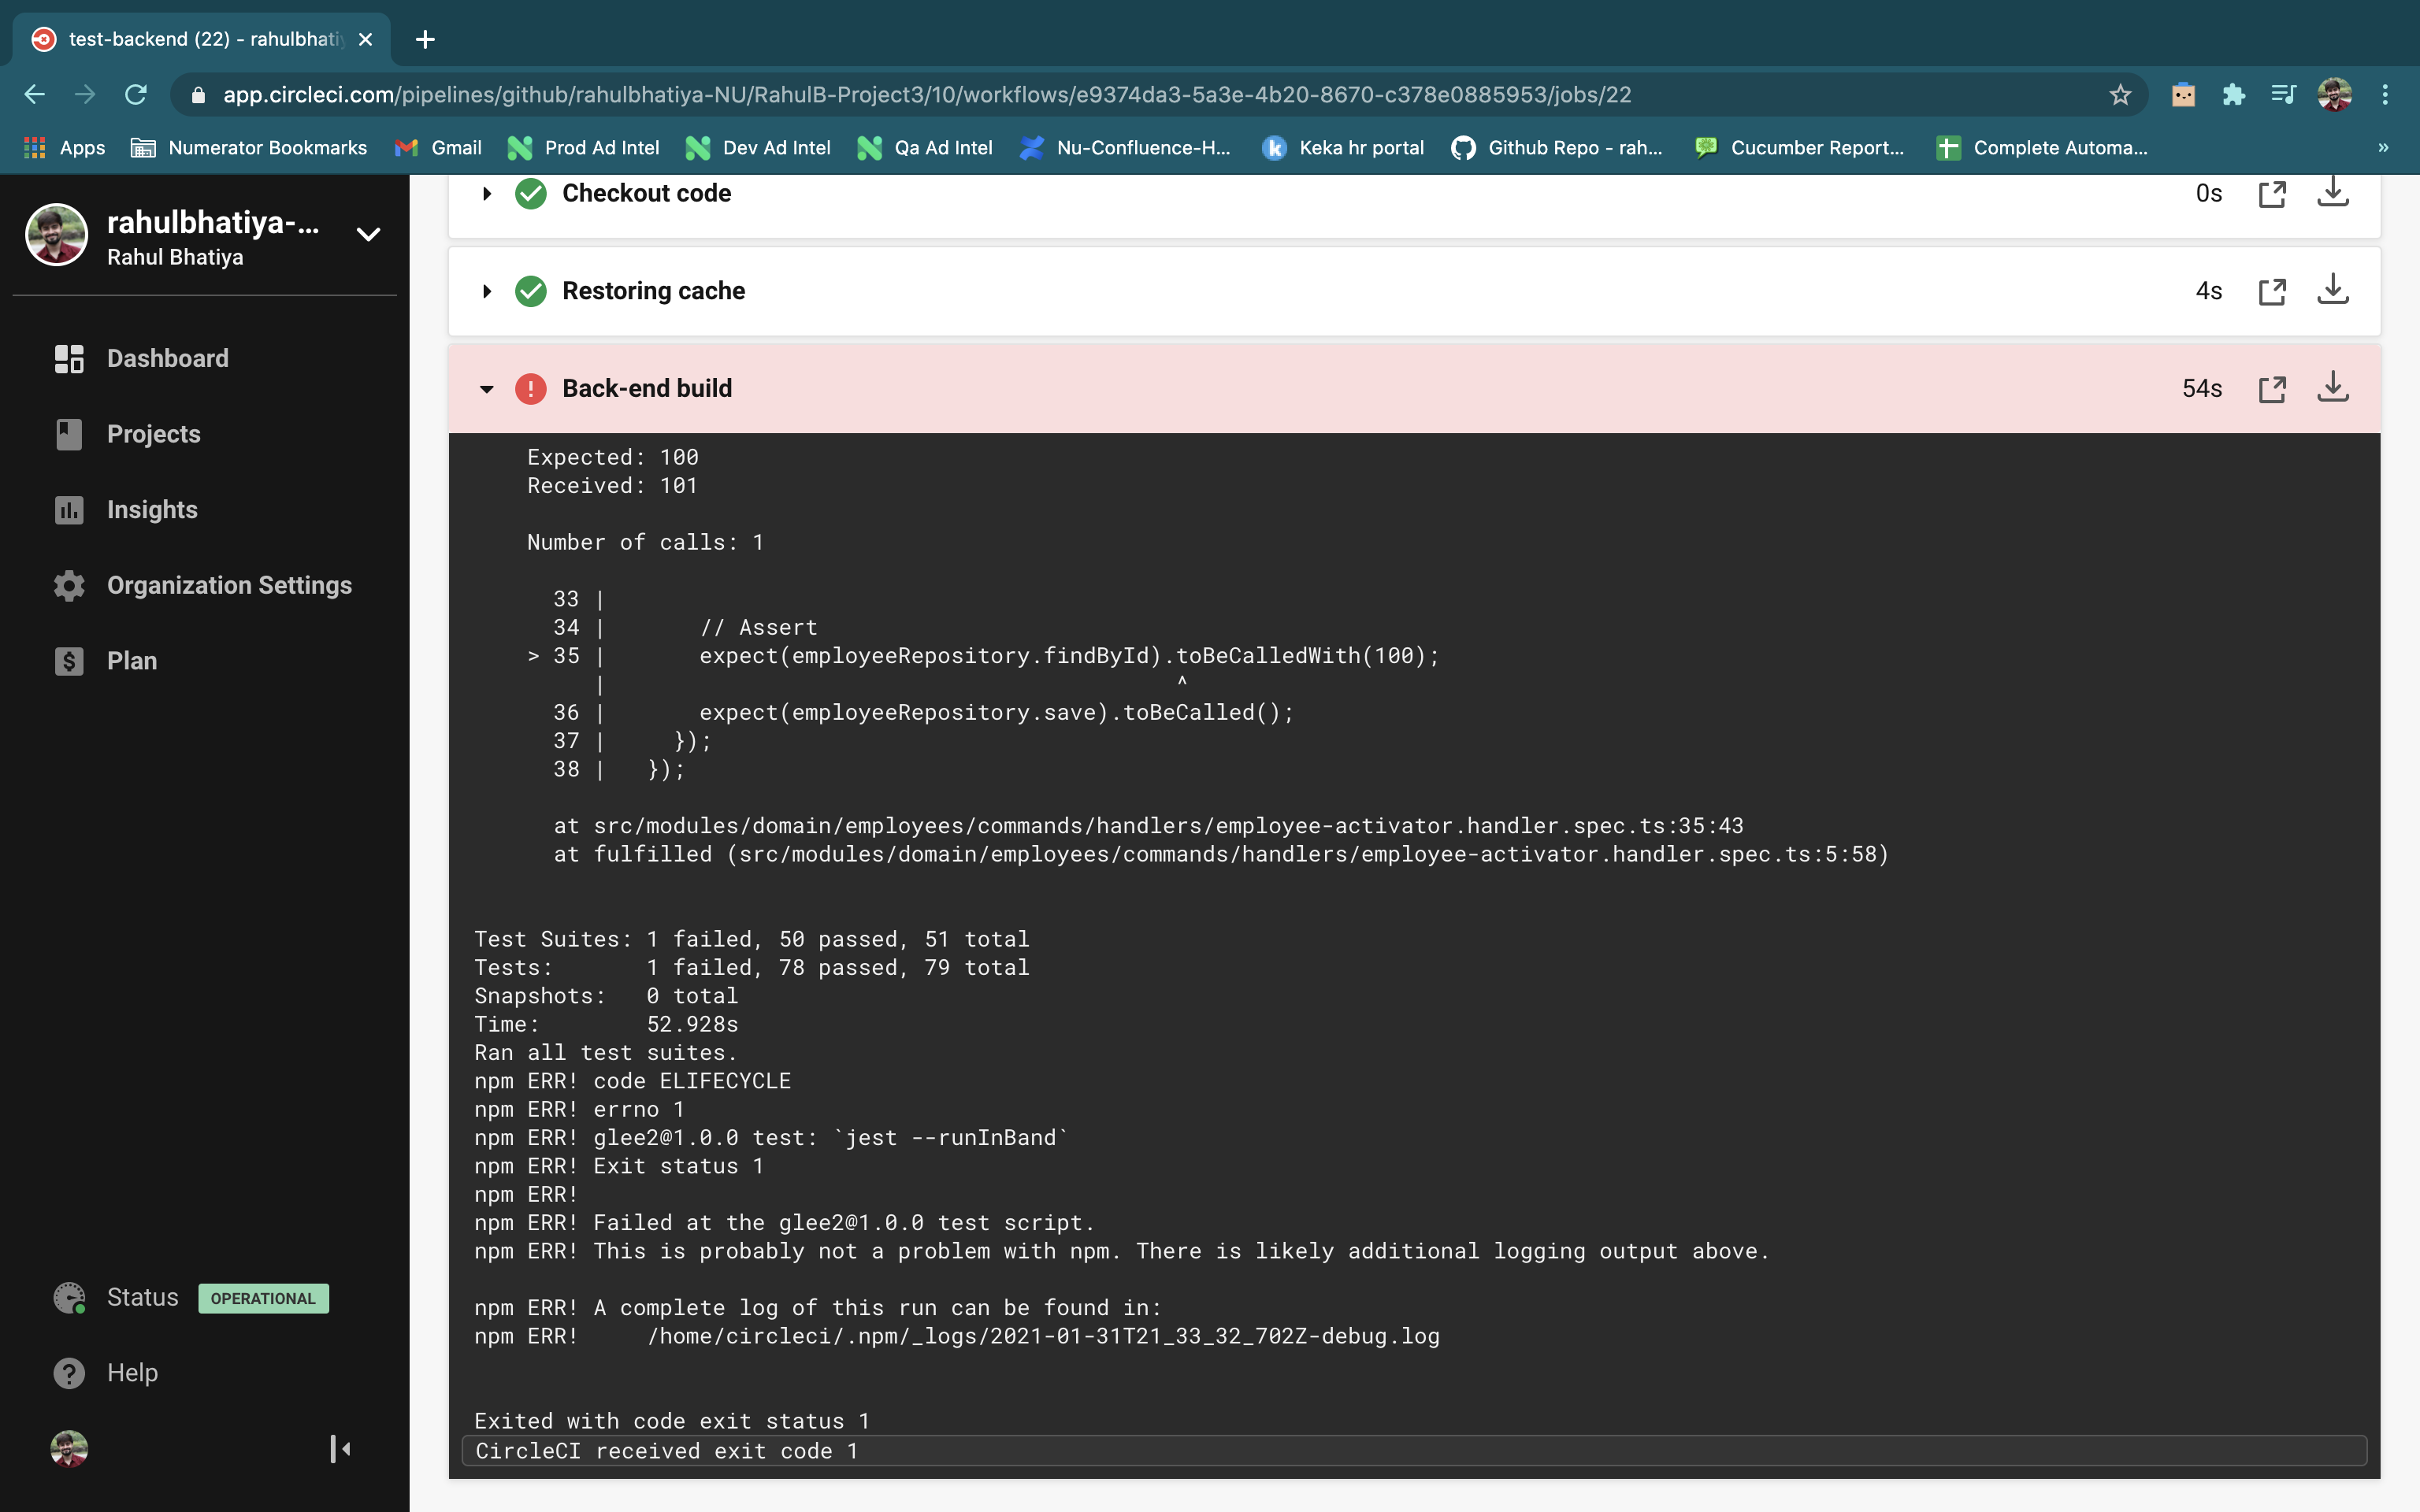 test-backend (22) - rahulbhati
app.circleci.com/pipelines/github/rahulbhatiya-NU/RahulB-Project3/10/workflows/e9374da3-5a3e-4b20-8670-c378e0885953/jobs/22
Apps Numerator Bookmarks Gmail Prod Ad Intel Dev Ad Intel Qa Ad Intel Nu-Confluence-H... Keka hr portal Github Repo - rah... Cucumber Report... Complete Automa... »
rahulbhatiya-...
Rahul Bhatiya
Dashboard
Projects
Insights
Organization Settings
Plan
Status OPERATIONAL
Help
Checkout code 0s
Restoring cache 4s
Back-end build 54s
Expected: 100
Received: 101
Number of calls: 1
33 |
34 | // Assert
> 35 | expect(employeeRepository.findById).toBeCalledWith(100);
| ^
36 | expect(employeeRepository.save).toBeCalled();
37 | });
38 | });
at src/modules/domain/employees/commands/handlers/employee-activator.handler.spec.ts:35:43
at fulfilled (src/modules/domain/employees/commands/handlers/employee-activator.handler.spec.ts:5:58)
Test Suites: 1 failed, 50 passed, 51 total
Tests: 1 failed, 78 passed, 79 total
Snapshots: 0 total
Time: 52.928s
Ran all test suites.
npm ERR! code ELIFECYCLE
npm ERR! errno 1
npm ERR! glee2@1.0.0 test: `jest --runInBand`
npm ERR! Exit status 1
npm ERR!
npm ERR! Failed at the glee2@1.0.0 test script.
npm ERR! This is probably not a problem with npm. There is likely additional logging output above.
npm ERR! A complete log of this run can be found in:
npm ERR! /home/circleci/.npm/_logs/2021-01-31T21_33_32_702Z-debug.log
Exited with code exit status 1
CircleCI received exit code 1